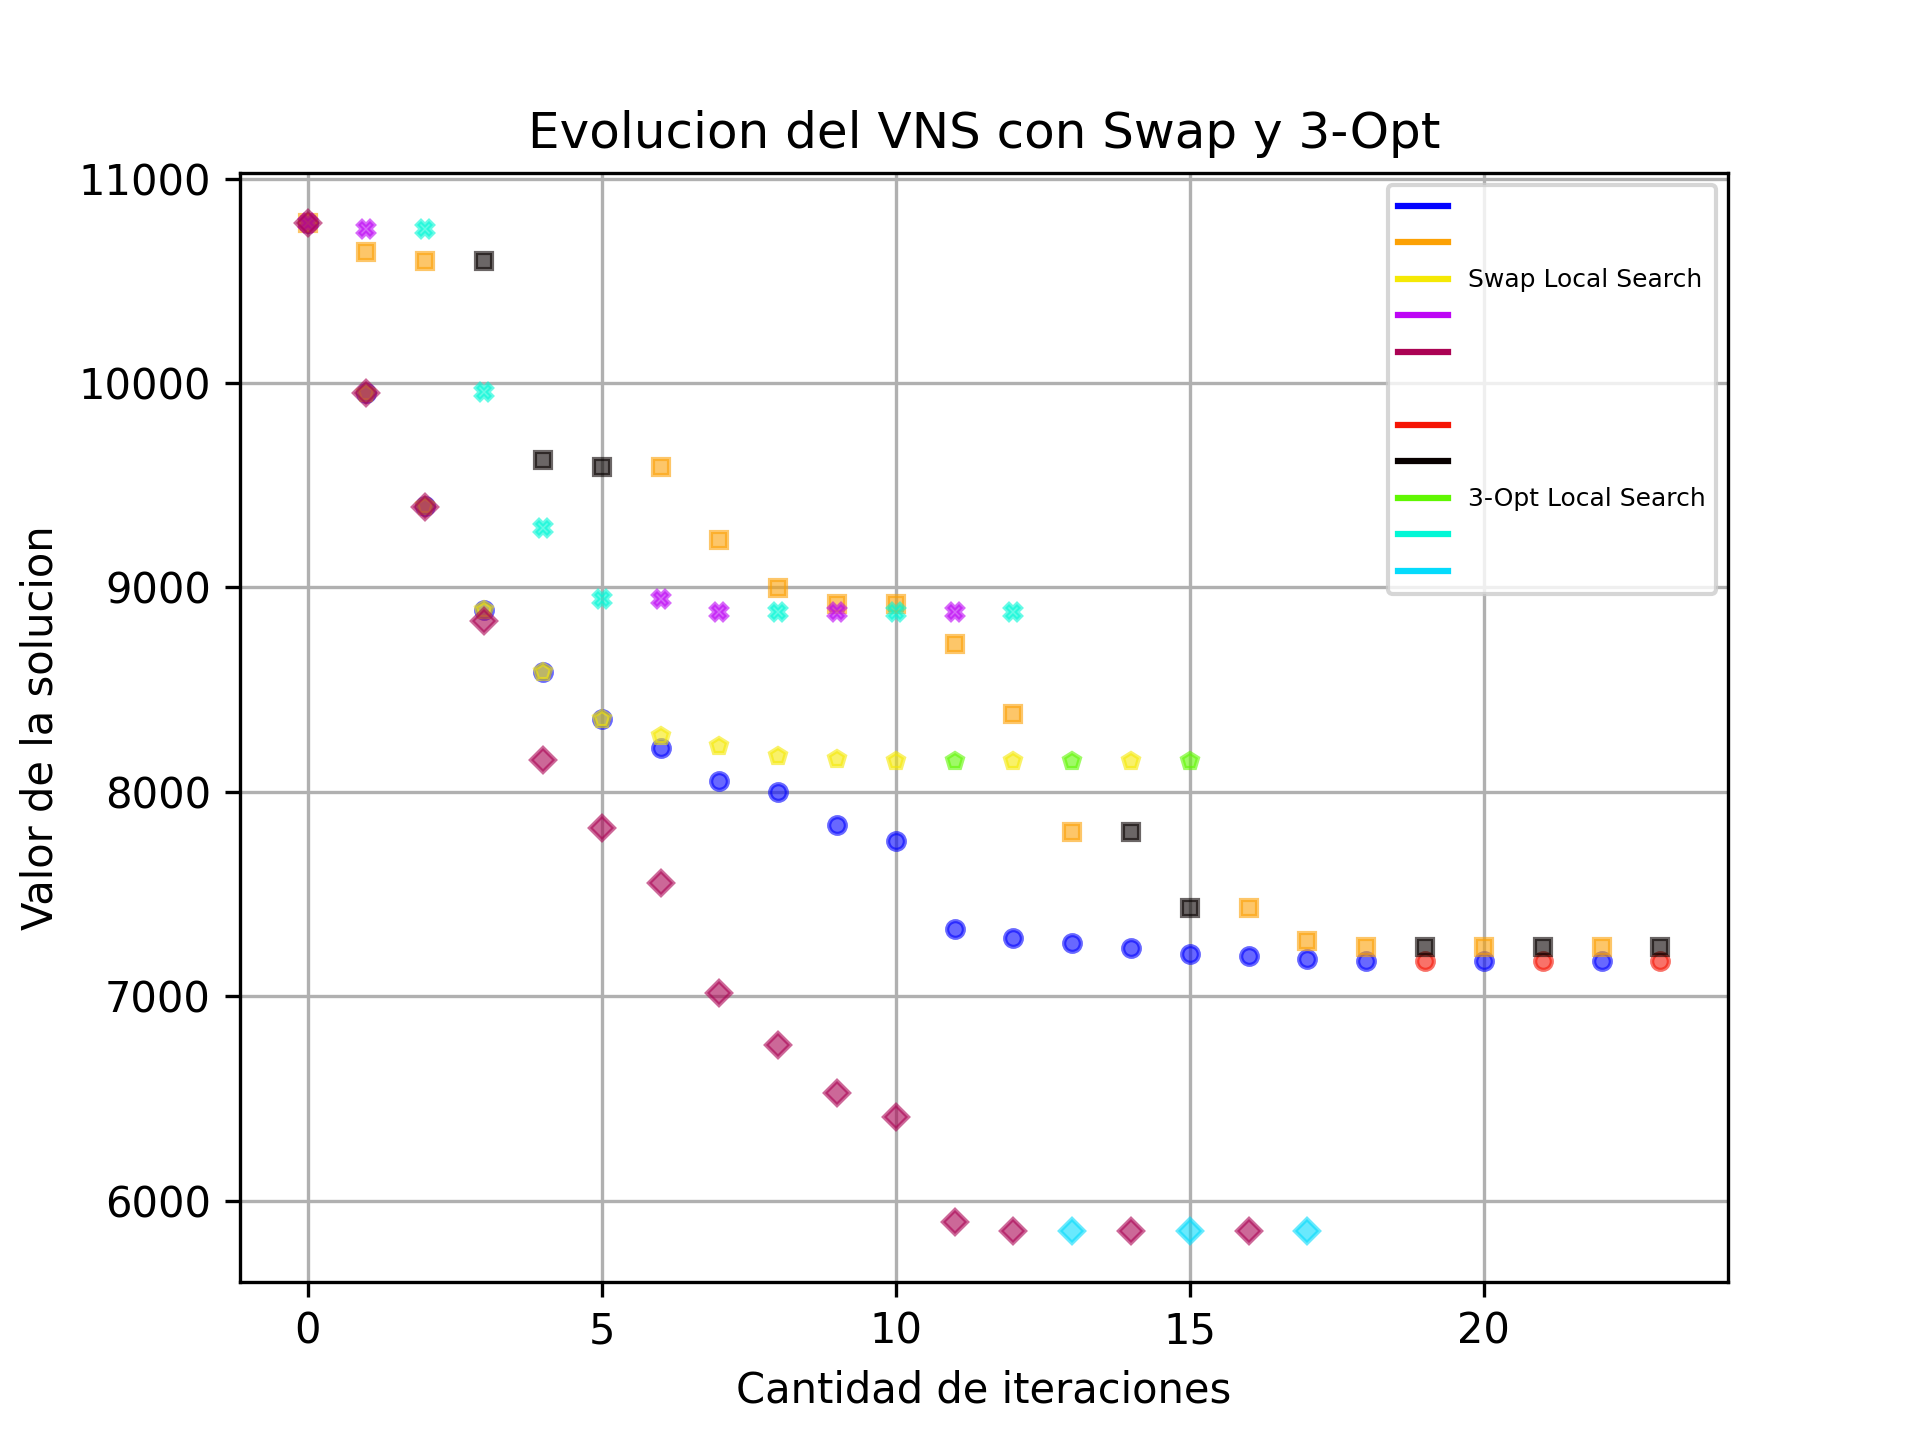 Evolucion del VNS con Swap y 3-Opt
11000
10000
9000
8000
7000
6000
Valor de la solucion
Swap Local Search
3-Opt Local Search
0 5 10 15 20
Cantidad de iteraciones